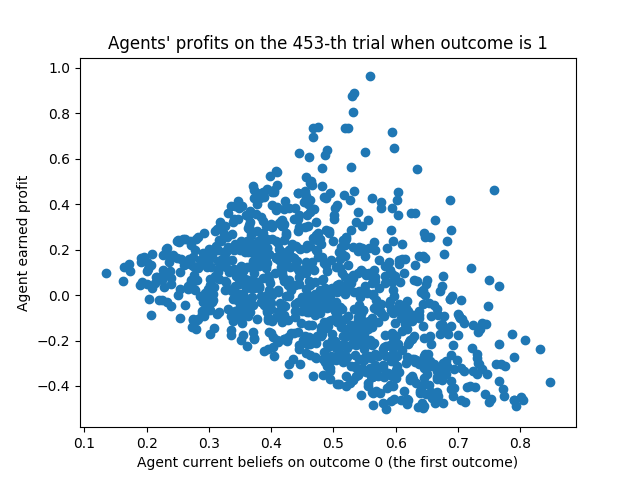 Agents' profits on the 453-th trial when outcome is 1
Agent earned profit
1.0
0.8
0.6
0.4
0.2
0.0
−0.2
−0.4
0.1 0.2 0.3 0.4 0.5 0.6 0.7 0.8
Agent current beliefs on outcome 0 (the first outcome)